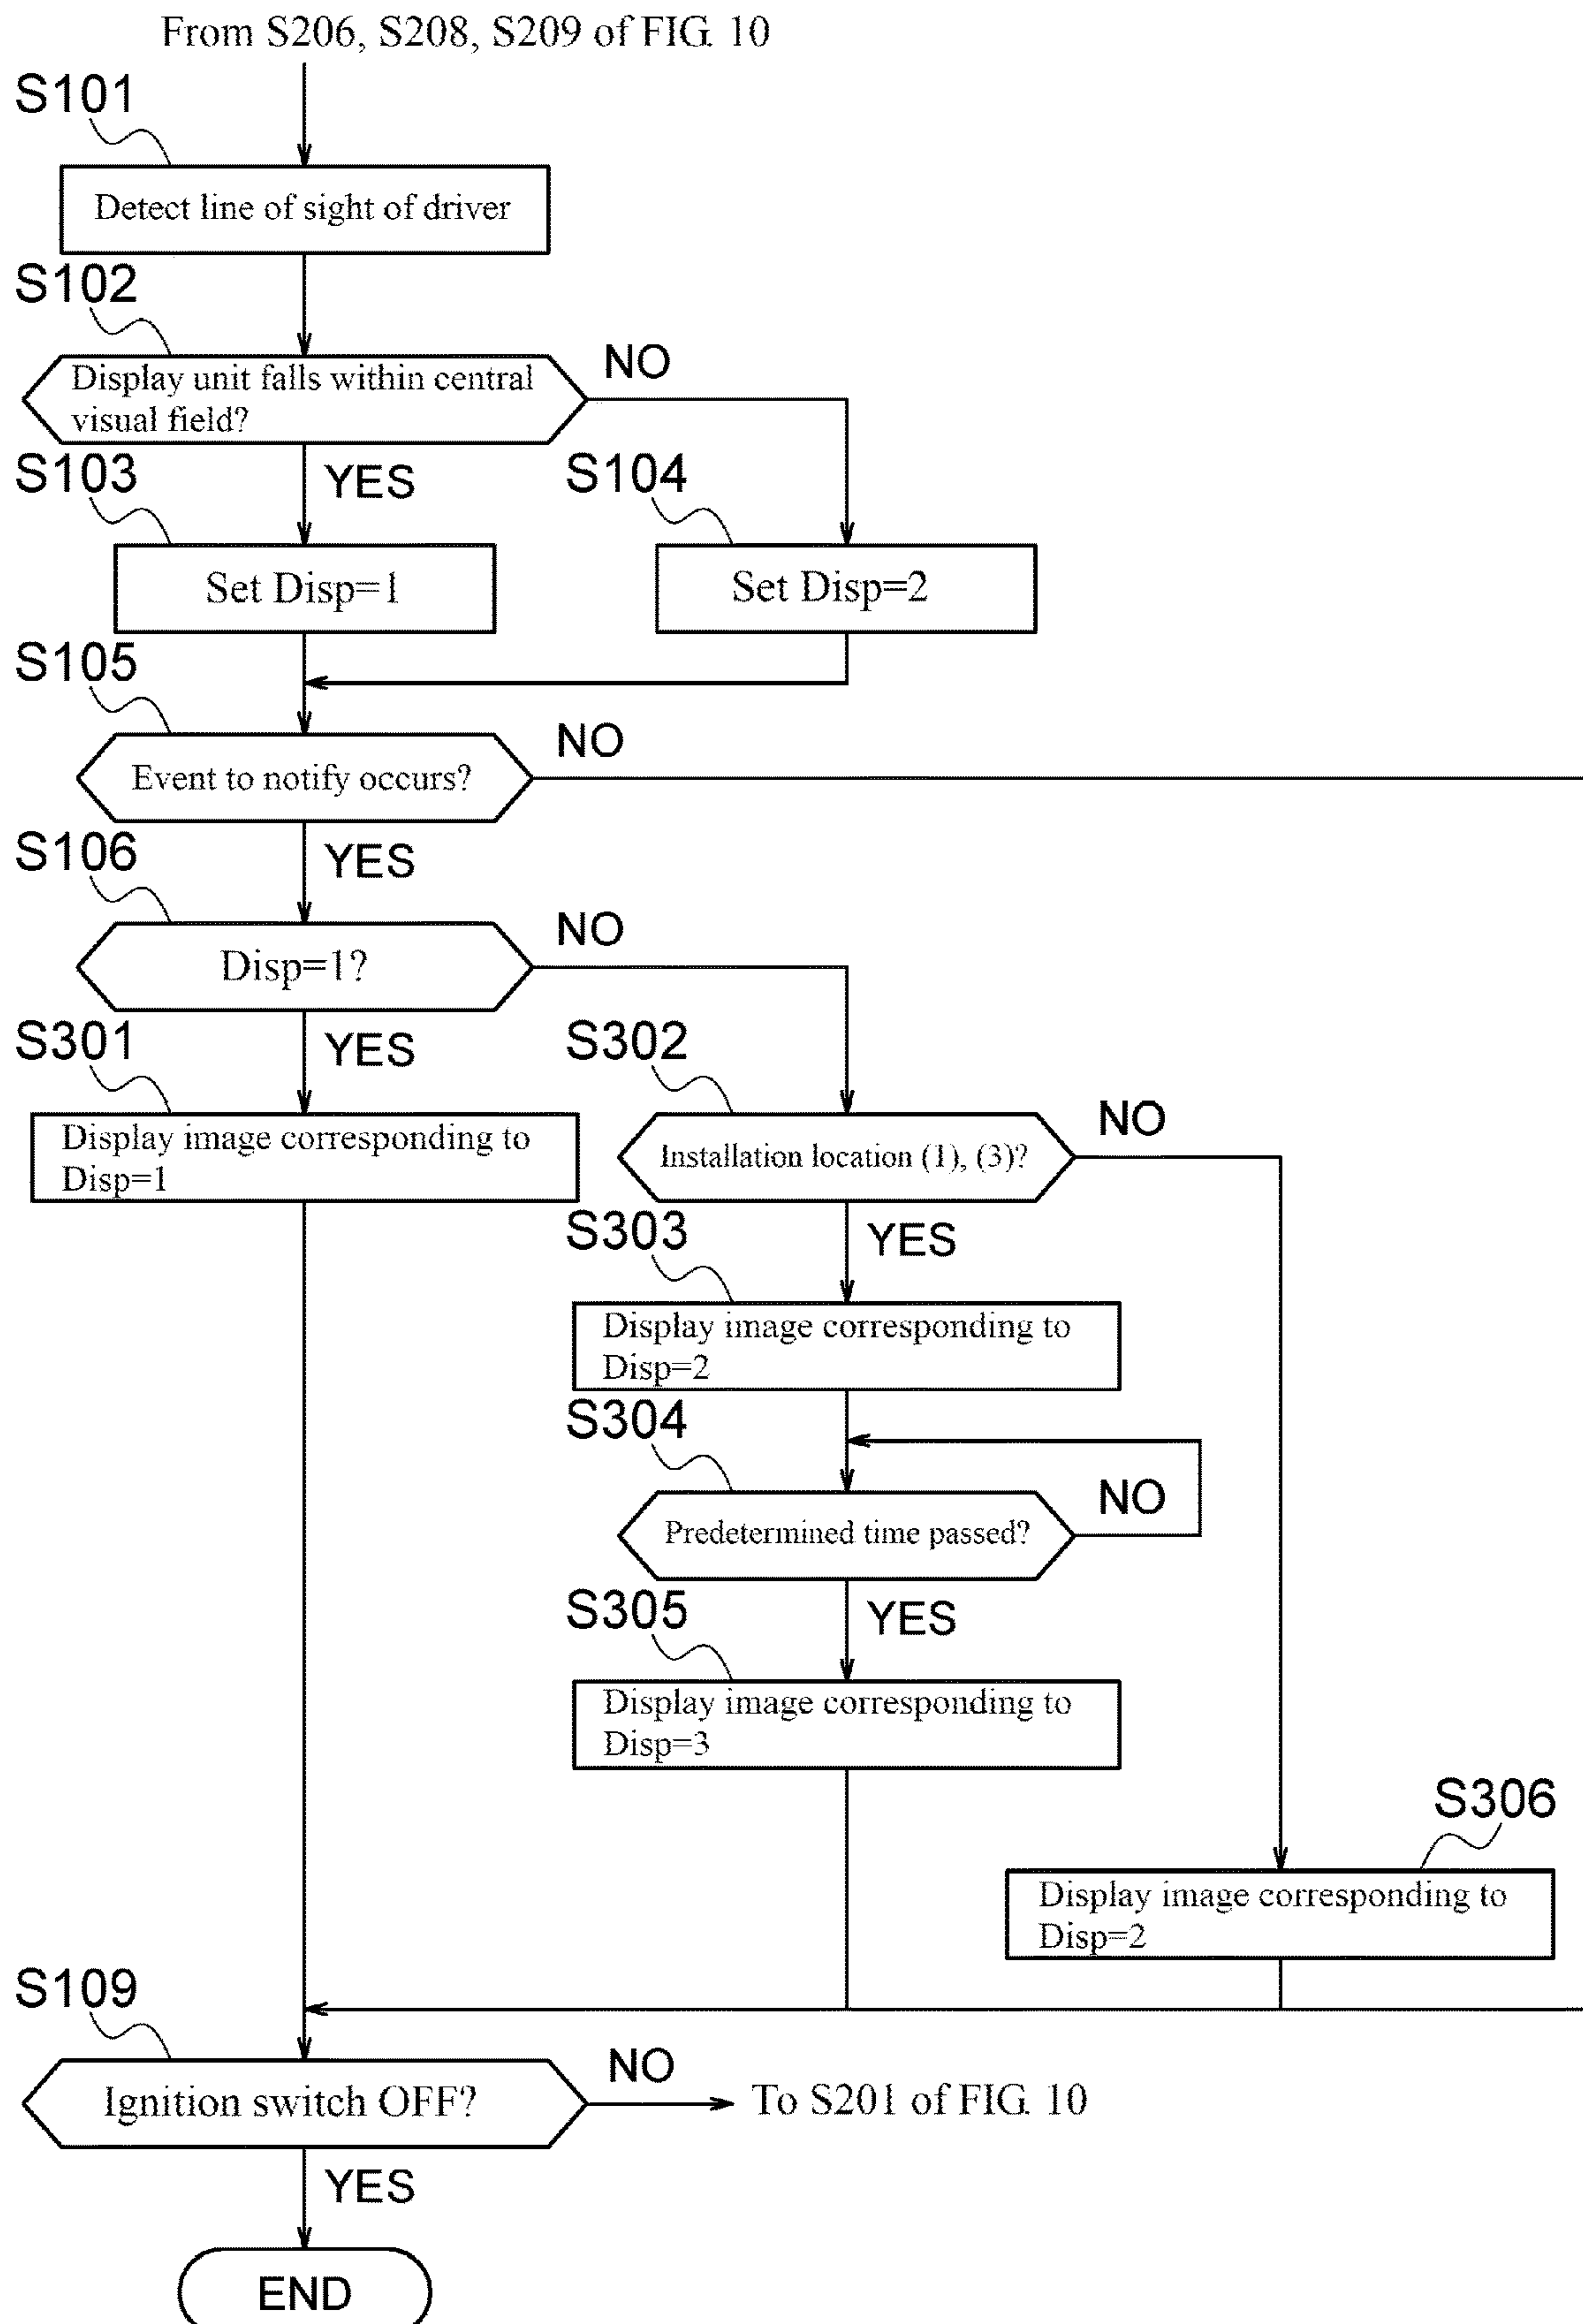 From S206, S208, S209 of FIG. 10
S101
Detect line of sight of driver
S102
Display unit falls within central
visual field?
NO
S103
YES
S104
Set Disp=1
Set Disp=2
S105
Event to notify occurs?
NO
S106
YES
Disp=1?
NO
S301
YES
S302
Display image corresponding to
Disp=1
Installation location (1), (3)?
NO
S303
YES
Display image corresponding to
Disp=2
S304
Predetermined time passed?
NO
S305
YES
Display image corresponding to
Disp=3
S306
Display image corresponding to
Disp=2
S109
Ignition switch OFF?
NO
To S201 of FIG. 10
YES
END